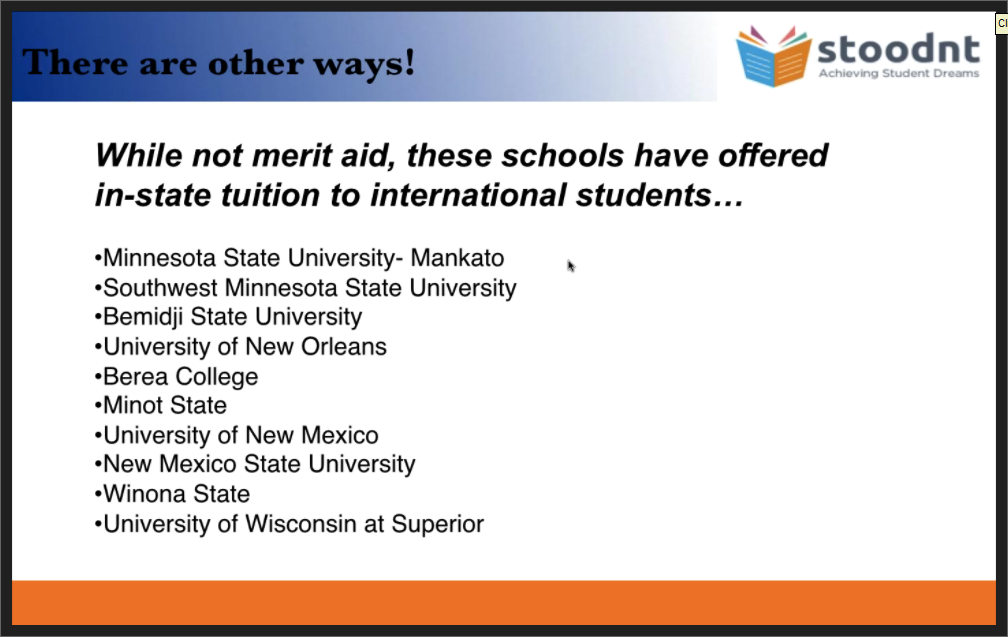 There are other ways!
stoodnt
Achieving Student Dreams
While not merit aid, these schools have offered
in-state tuition to international students…
•Minnesota State University- Mankato
•Southwest Minnesota State University
•Bemidji State University
•University of New Orleans
•Berea College
•Minot State
•University of New Mexico
•New Mexico State University
•Winona State
•University of Wisconsin at Superior